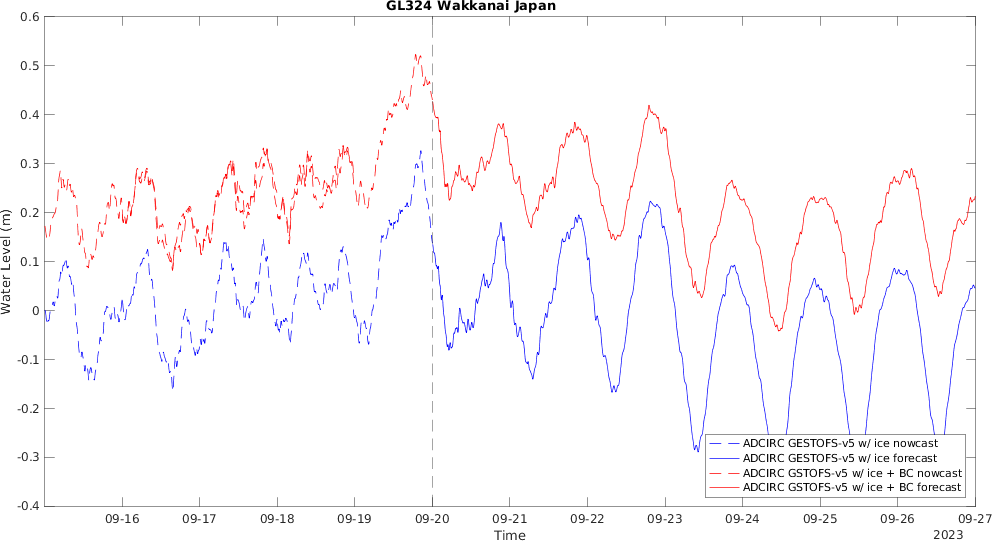 GL324 Wakkanai Japan
0.6
0.5
0.4
0.3
0.2
0.1
0
-0.1
-0.2
-0.3
-0.4
Water Level (m)
ADCIRC GESTOFS-v5 w/ ice nowcast
ADCIRC GESTOFS-v5 w/ ice forecast
ADCIRC GSTOFS-v5 w/ ice + BC nowcast
ADCIRC GSTOFS-v5 w/ ice + BC forecast
09-16 09-17 09-18 09-19 09-20 09-21 09-22 09-23 09-24 09-25 09-26 09-27
Time
2023